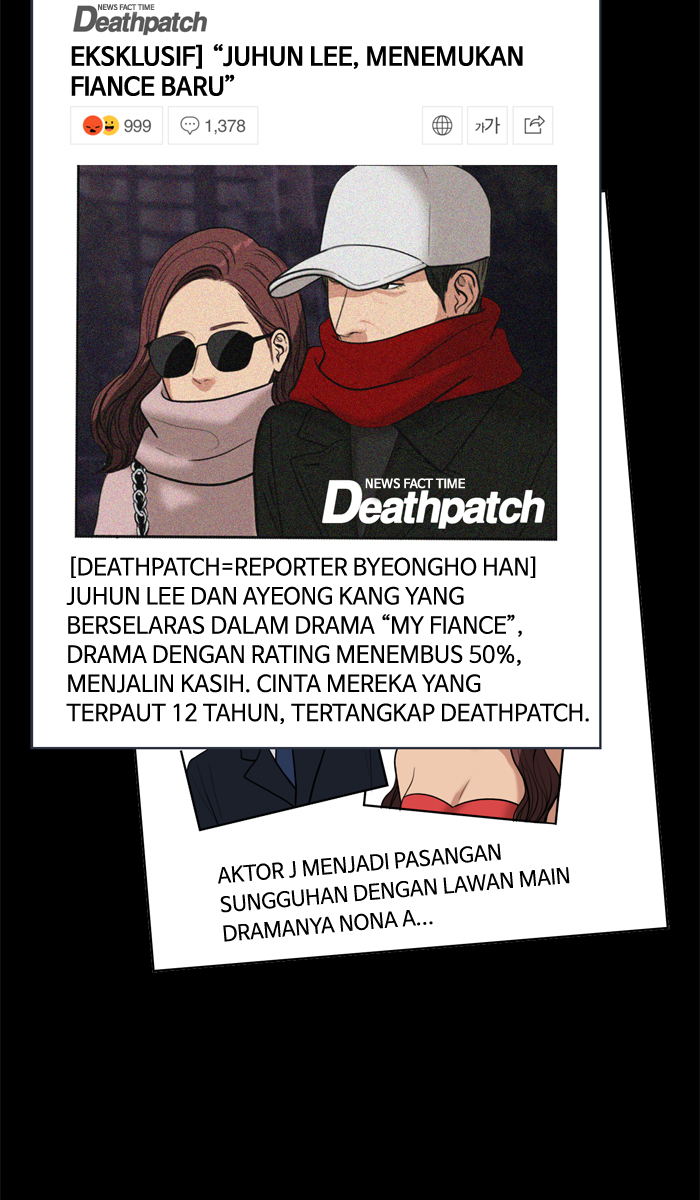 NEWS FACT TIME
Deathpatch
EKSKLUSIF] “JUHUN LEE, MENEMUKAN
FIANCE BARU”
999 1,378 가가
NEWS FACT TIME
Deathpatch
[DEATHPATCH=REPORTER BYEONGHO HAN]
JUHUN LEE DAN AYEONG KANG YANG
BERSELARAS DALAM DRAMA “MY FIANCE”,
DRAMA DENGAN RATING MENEMBUS 50%,
MENJALIN KASIH. CINTA MEREKA YANG
TERPAUT 12 TAHUN, TERTANGKAP DEATHPATCH.
AKTOR J MENJADI PASANGAN
SUNGGUHAN DENGAN LAWAN MAIN
DRAMANYA NONA A...